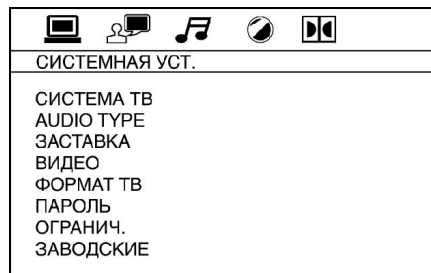 СИСТЕМНАЯ УСТ.
СИСТЕМА ТВ
AUDIO TYPE
ЗАСТАВКА
ВИДЕО
ФОРМАТ ТВ
ПАРОЛЬ
ОГРАНИЧ.
ЗАВОДСКИЕ